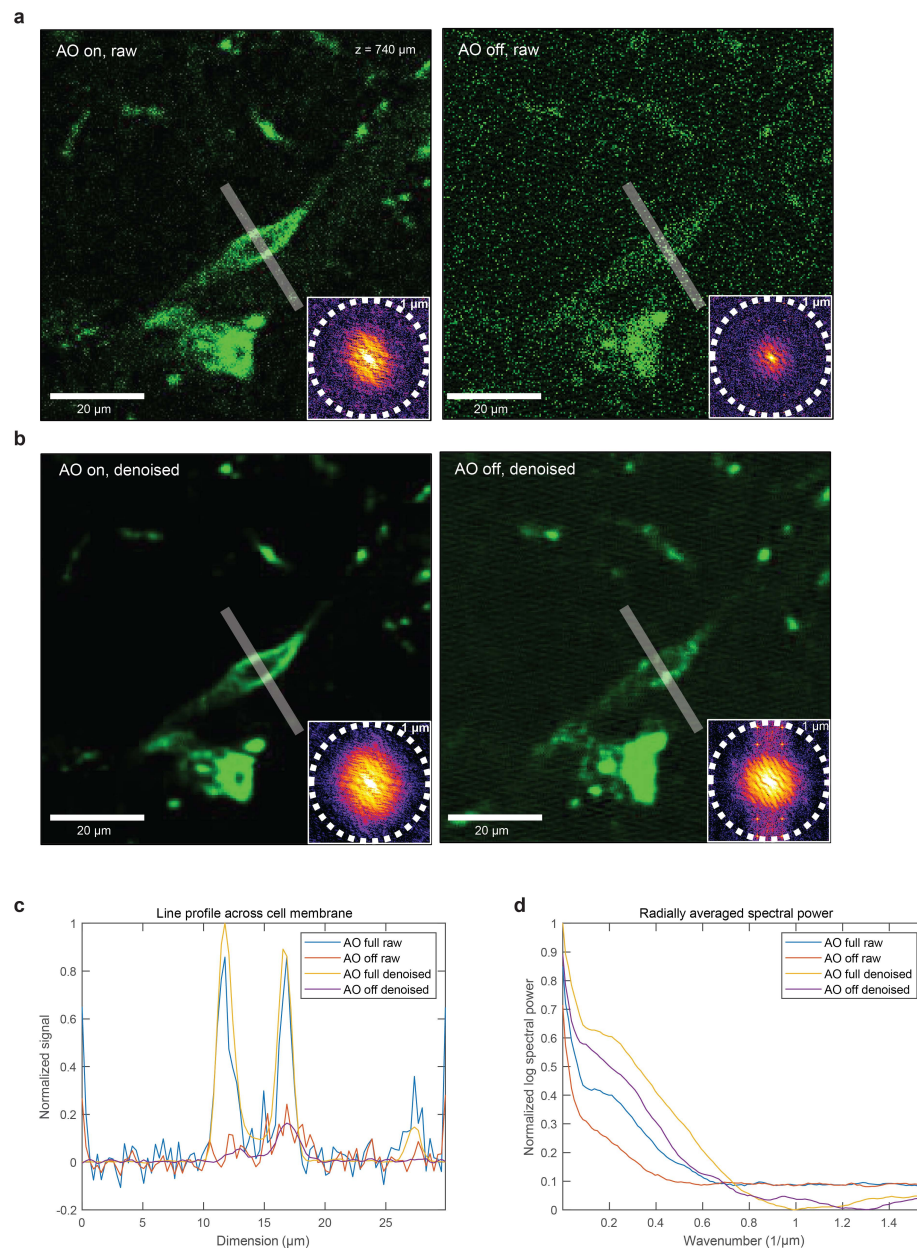 a
AO on, raw
z = 740 µm
AO off, raw
1 µm
1 µm
20 µm
20 µm
b
AO on, denoised
AO off, denoised
1 µm
1 µm
20 µm
20 µm
c
d
Line profile across cell membrane
Radially averaged spectral power
AO full raw
AO off raw
AO full denoised
AO off denoised
AO full raw
AO off raw
AO full denoised
AO off denoised
Normalized signal
1
0.8
0.6
0.4
0.2
0
-0.2
0
5
10
15
20
25
Dimension (µm)
Normalized log spectral power
1
0.9
0.8
0.7
0.6
0.5
0.4
0.3
0.2
0.1
0
0.2
0.4
0.6
0.8
1
1.2
1.4
Wavenumber (1/µm)